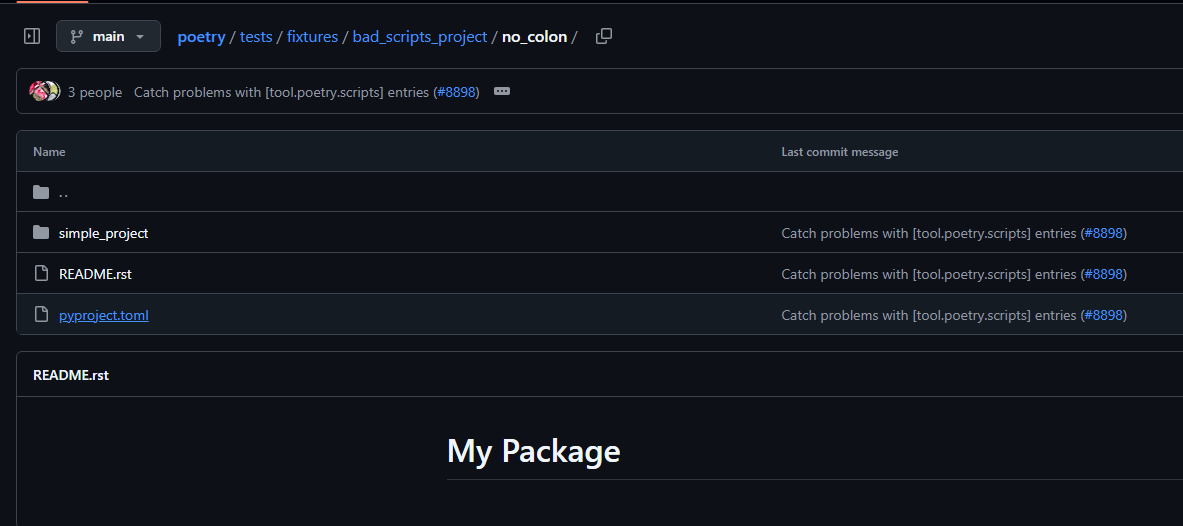 main
poetry / tests / fixtures / bad_scripts_project / no_colon /
3 people Catch problems with [tool.poetry.scripts] entries (#8898)
Name Last commit message
..
simple_project Catch problems with [tool.poetry.scripts] entries (#8898)
README.rst Catch problems with [tool.poetry.scripts] entries (#8898)
pyproject.toml Catch problems with [tool.poetry.scripts] entries (#8898)
README.rst
My Package